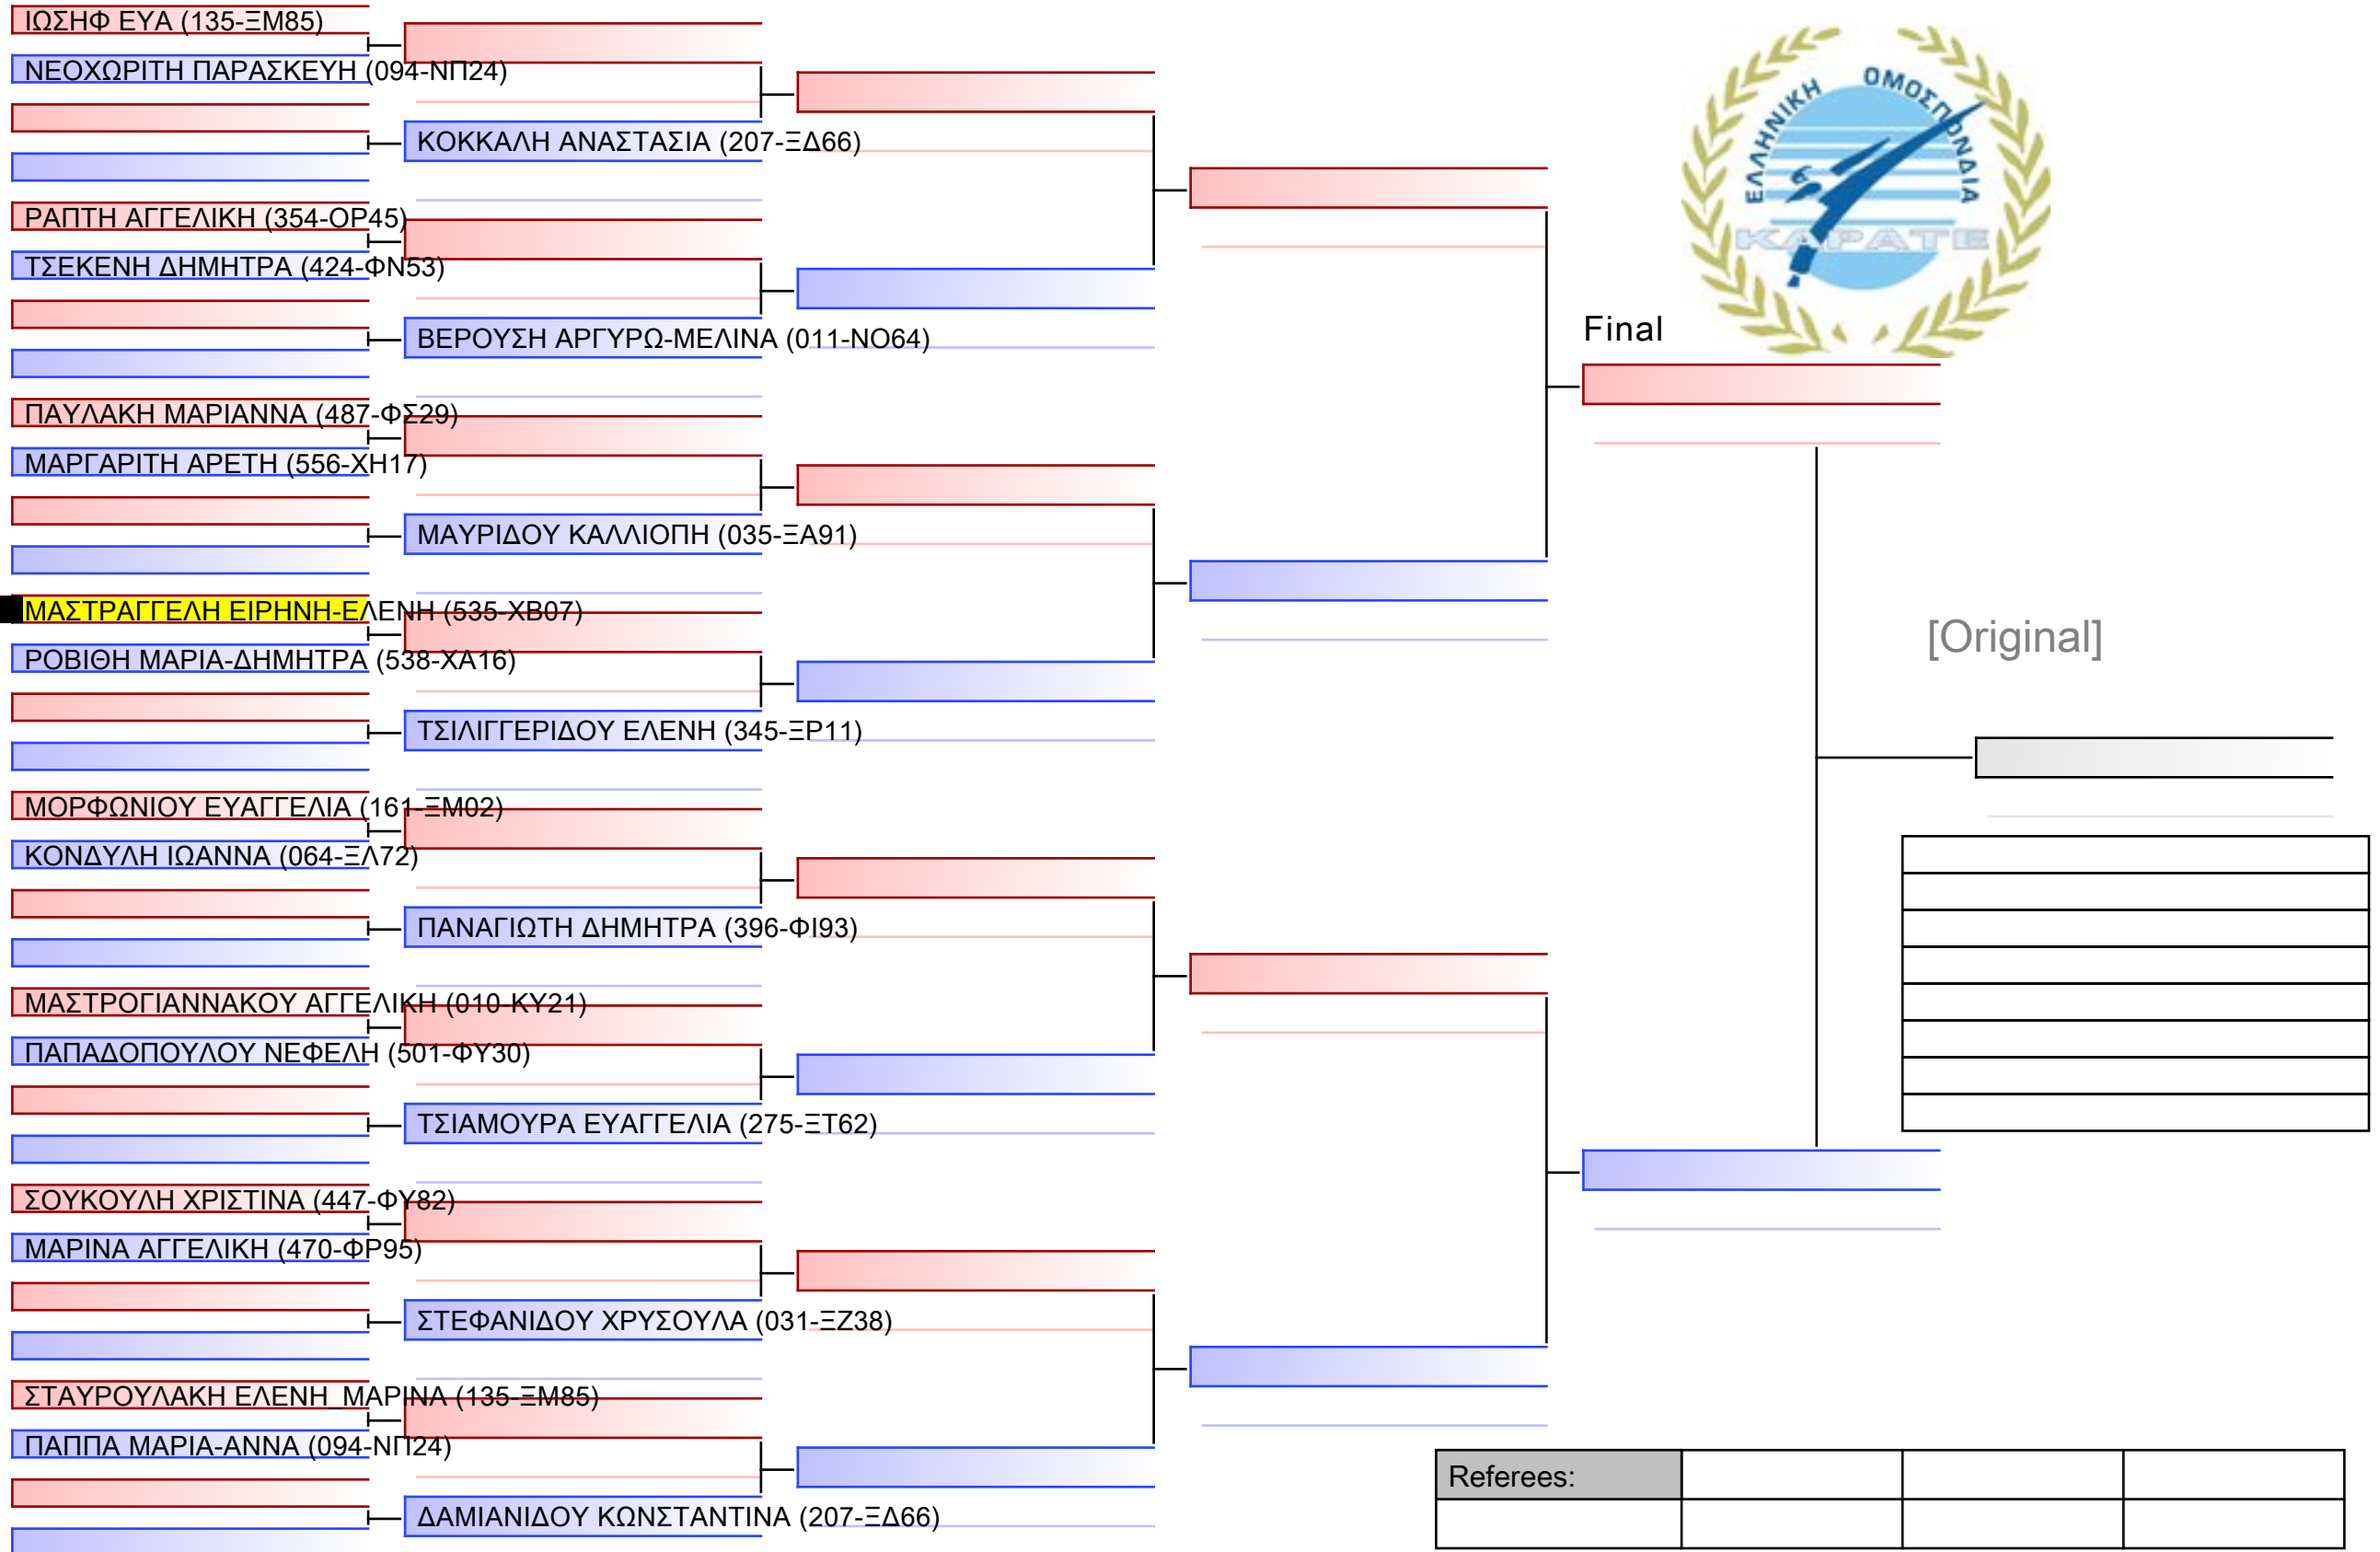 ΙΩΣΗΦ ΕΥΑ (135-ΞΜ85)
ΝΕΟΧΩΡΙΤΗ ΠΑΡΑΣΚΕΥΗ (094-ΝΠ24)
ΚΟΚΚΑΛΗ ΑΝΑΣΤΑΣΙΑ (207-ΞΔ66)
ΡΑΠΤΗ ΑΓΓΕΛΙΚΗ (354-ΟΡ45)
ΤΣΕΚΕΝΗ ΔΗΜΗΤΡΑ (424-ΦΝ53)
ΒΕΡΟΥΣΗ ΑΡΓΥΡΩ-ΜΕΛΙΝΑ (011-ΝΟ64)
ΠΑΥΛΑΚΗ ΜΑΡΙΑΝΝΑ (487-ΦΣ29)
ΜΑΡΓΑΡΙΤΗ ΑΡΕΤΗ (556-ΧΗ17)
ΜΑΥΡΙΔΟΥ ΚΑΛΛΙΟΠΗ (035-ΞΑ91)
ΜΑΣΤΡΑΓΓΕΛΗ ΕΙΡΗΝΗ-ΕΛΕΝΗ (535-ΧΒ07)
ΡΟΒΙΘΗ ΜΑΡΙΑ-ΔΗΜΗΤΡΑ (538-ΧΑ16)
ΤΣΙΛΙΓΓΕΡΙΔΟΥ ΕΛΕΝΗ (345-ΞΡ11)
ΜΟΡΦΩΝΙΟΥ ΕΥΑΓΓΕΛΙΑ (161-ΞΜ02)
ΚΟΝΔΥΛΗ ΙΩΑΝΝΑ (064-ΞΛ72)
ΠΑΝΑΓΙΩΤΗ ΔΗΜΗΤΡΑ (396-ΦΙ93)
ΜΑΣΤΡΟΓΙΑΝΝΑΚΟΥ ΑΓΓΕΛΙΚΗ (010-ΚΥ21)
ΠΑΠΑΔΟΠΟΥΛΟΥ ΝΕΦΕΛΗ (501-ΦΥ30)
ΤΣΙΑΜΟΥΡΑ ΕΥΑΓΓΕΛΙΑ (275-ΞΤ62)
ΣΟΥΚΟΥΛΗ ΧΡΙΣΤΙΝΑ (447-ΦΥ82)
ΜΑΡΙΝΑ ΑΓΓΕΛΙΚΗ (470-ΦΡ95)
ΣΤΕΦΑΝΙΔΟΥ ΧΡΥΣΟΥΛΑ (031-ΞΖ38)
ΣΤΑΥΡΟΥΛΑΚΗ ΕΛΕΝΗ_ΜΑΡΙΝΑ (135-ΞΜ85)
ΠΑΠΠΑ ΜΑΡΙΑ-ΑΝΝΑ (094-ΝΠ24)
ΔΑΜΙΑΝΙΔΟΥ ΚΩΝΣΤΑΝΤΙΝΑ (207-ΞΔ66)
ΕΛΛΗΝΙΚΗ ΟΜΟΣΠΟΝΔΙΑ
ΚΑΡΑΤΕ
Final
[Original]
Referees: